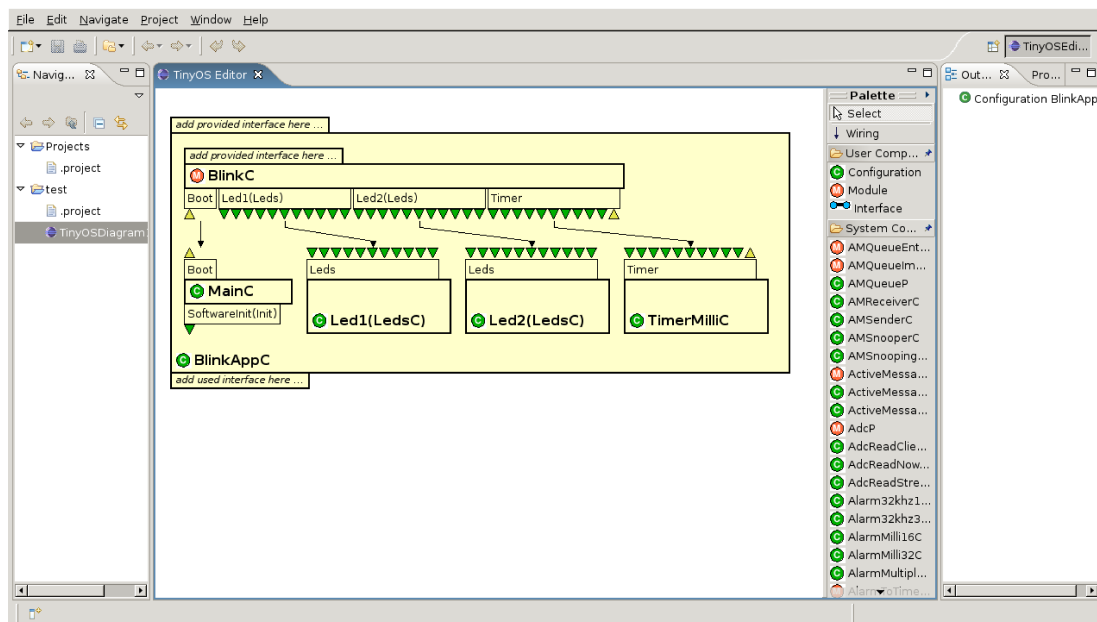 File Edit Navigate Project Window Help
TinyOSEdi...
Navig...
TinyOS Editor
Out...
Pro...
Projects
.project
test
.project
TinyOSDiagram
add provided interface here ...
add provided interface here ...
BlinkC
Boot Led1(Leds) Led2(Leds) Timer
Boot Leds Leds Timer
MainC
SoftwareInit(Init)
Led1(LedsC) Led2(LedsC) TimerMilliC
BlinkAppC
add used interface here ...
Palette
Select
Wiring
User Comp...
Configuration
Module
Interface
System Co...
AMQueueEnt...
AMQueueIm...
AMQueueP
AMReceiverC
AMSenderC
AMSnooperC
AMSnooping...
ActiveMessa...
ActiveMessa...
ActiveMessa...
AdcP
AdcReadClie...
AdcReadNow...
AdcReadStre...
Alarm32khz1...
Alarm32khz3...
AlarmMilli16C
AlarmMilli32C
AlarmMultipl...
AlarmToTime...
Configuration BlinkApp